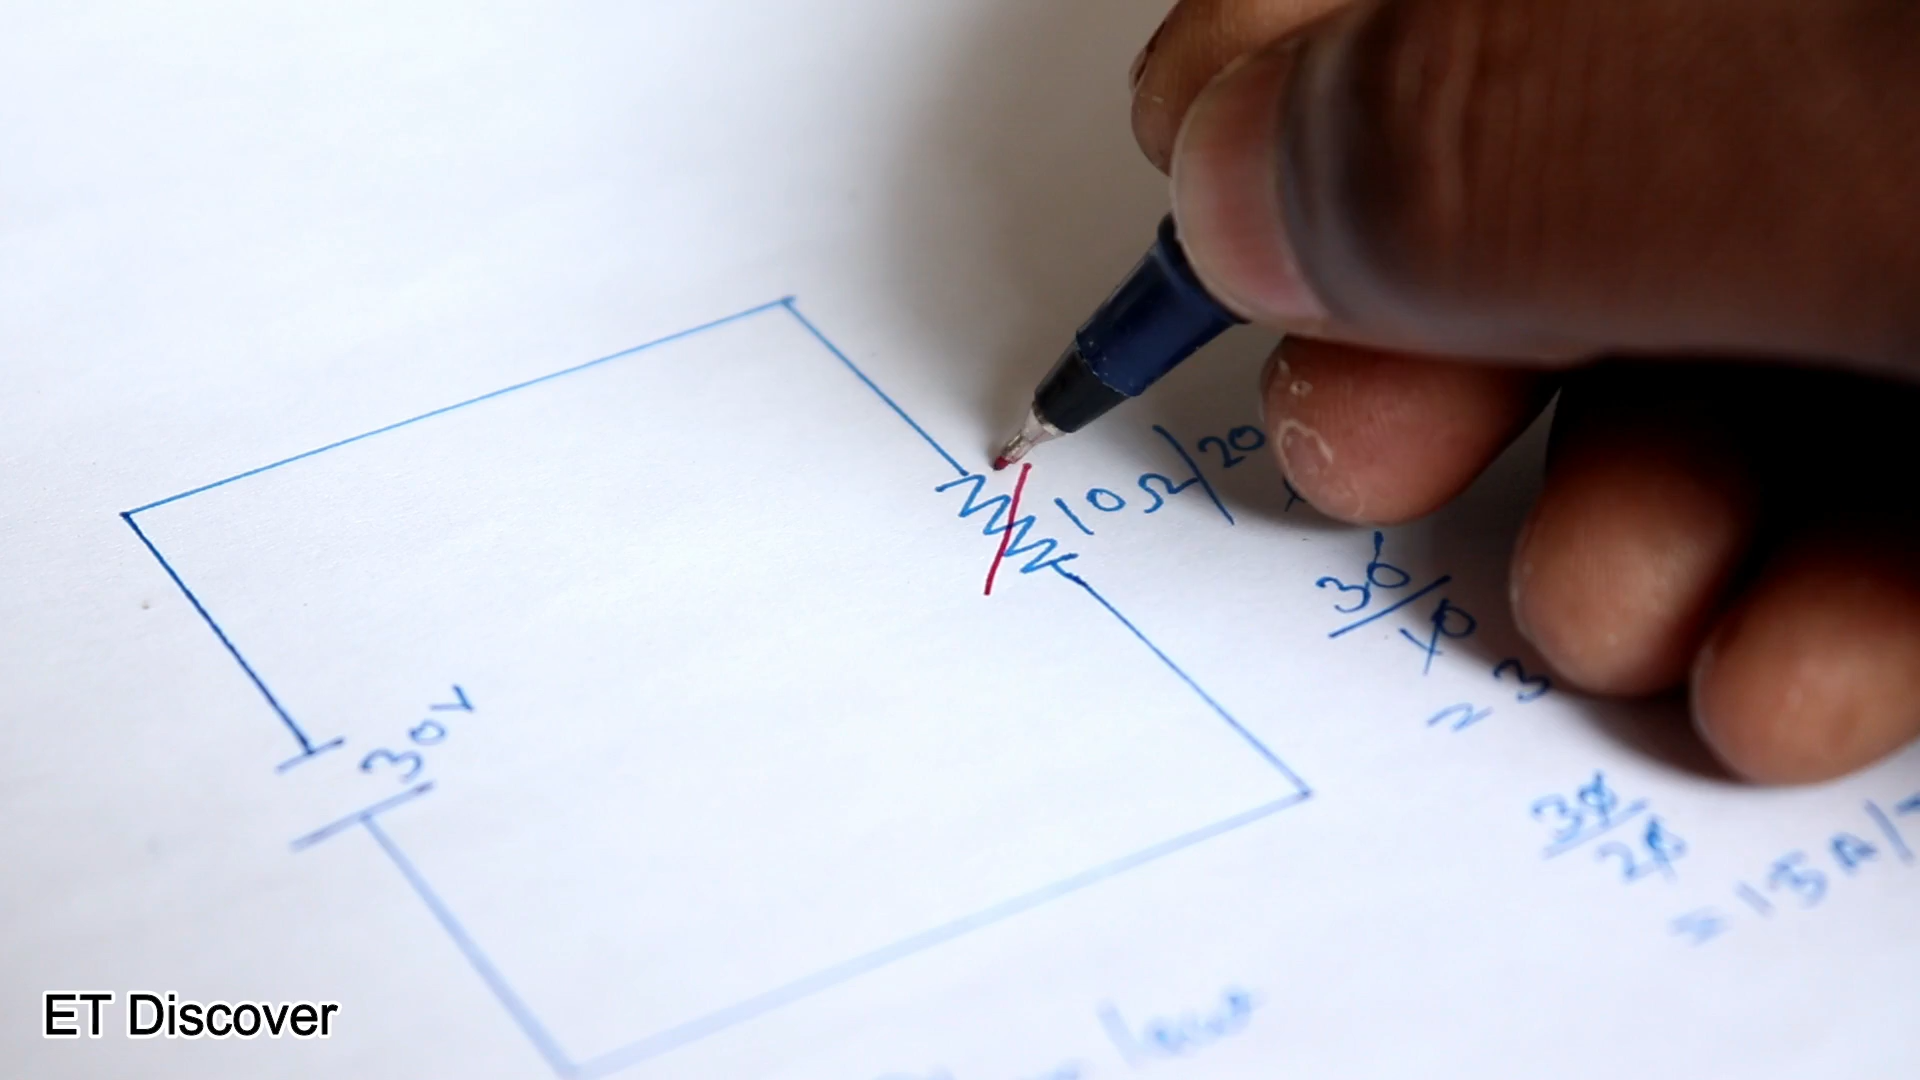 10Ω/20
30/10
= 3
30V
30/20
= 1.5A/
ET Discover